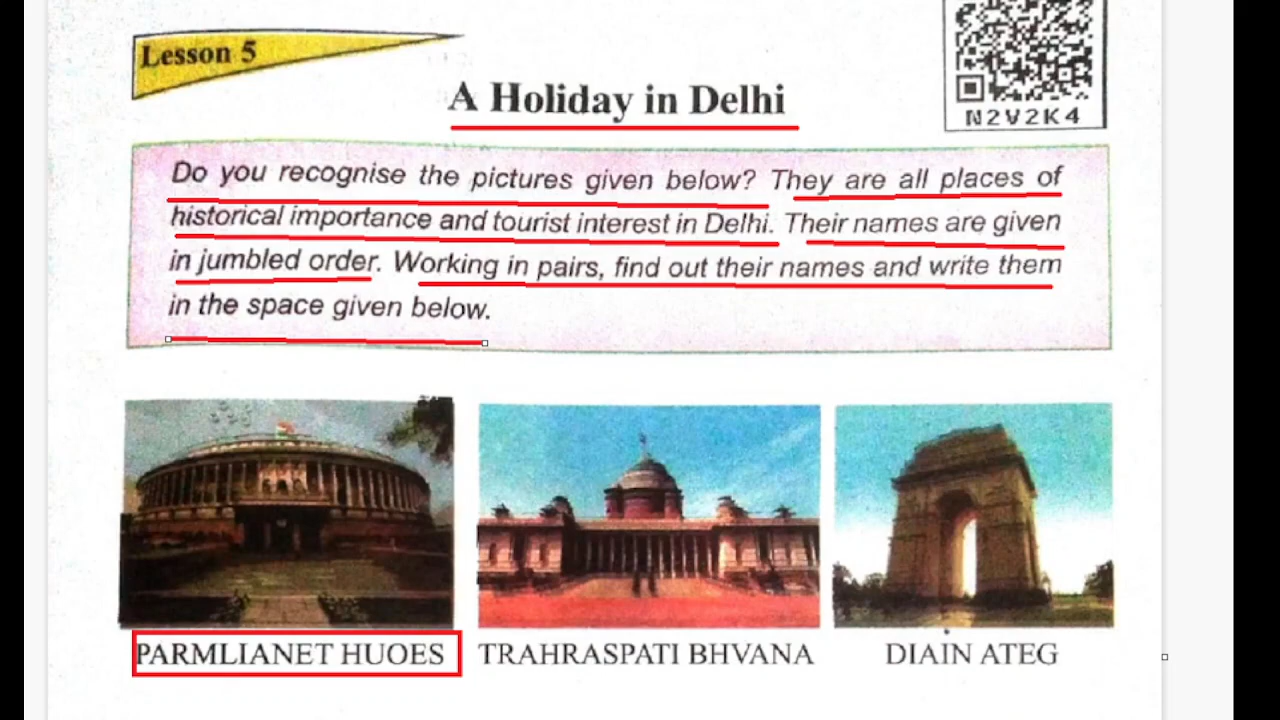 Lesson 5
A Holiday in Delhi
N2V2K4
Do you recognise the pictures given below? They are all places of
historical importance and tourist interest in Delhi. Their names are given
in jumbled order. Working in pairs, find out their names and write them
in the space given below.
PARMLIANET HUOES
TRAHRASPATI BHVANA
DIAIN ATEG